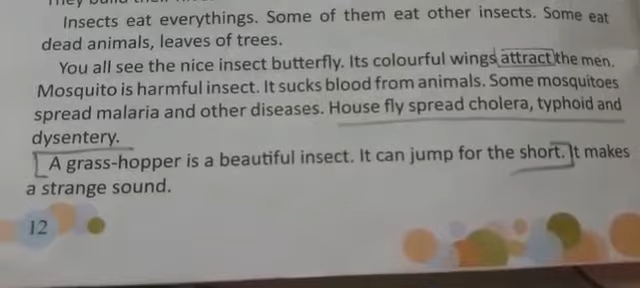 Insects eat everythings. Some of them eat other insects. Some eat
dead animals, leaves of trees.
You all see the nice insect butterfly. Its colourful wings attract the men.
Mosquito is harmful insect. It sucks blood from animals. Some mosquitoes
spread malaria and other diseases. House fly spread cholera, typhoid and
dysentery.
A grass-hopper is a beautiful insect. It can jump for the short. It makes
a strange sound.
12